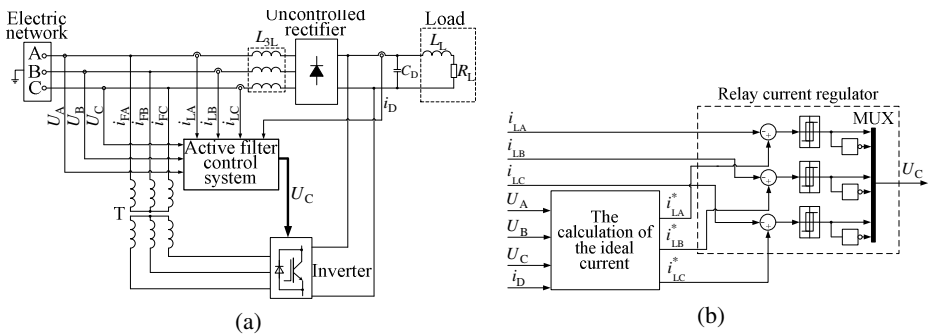 Electric
network
A
B
C
Uncontrolled
rectifier
Load
L3L
LL
CD
RL
iD
UA
UB
UC
iFA
iFB
iFC
iLA
iLB
iLC
Active filter
control
system
UC
T
Inverter
(a)
Relay current regulator
MUX
iLA
iLB
iLC
UA
UB
UC
iD
The
calculation of
the ideal
current
i*LA
i*LB
i*LC
UC
(b)